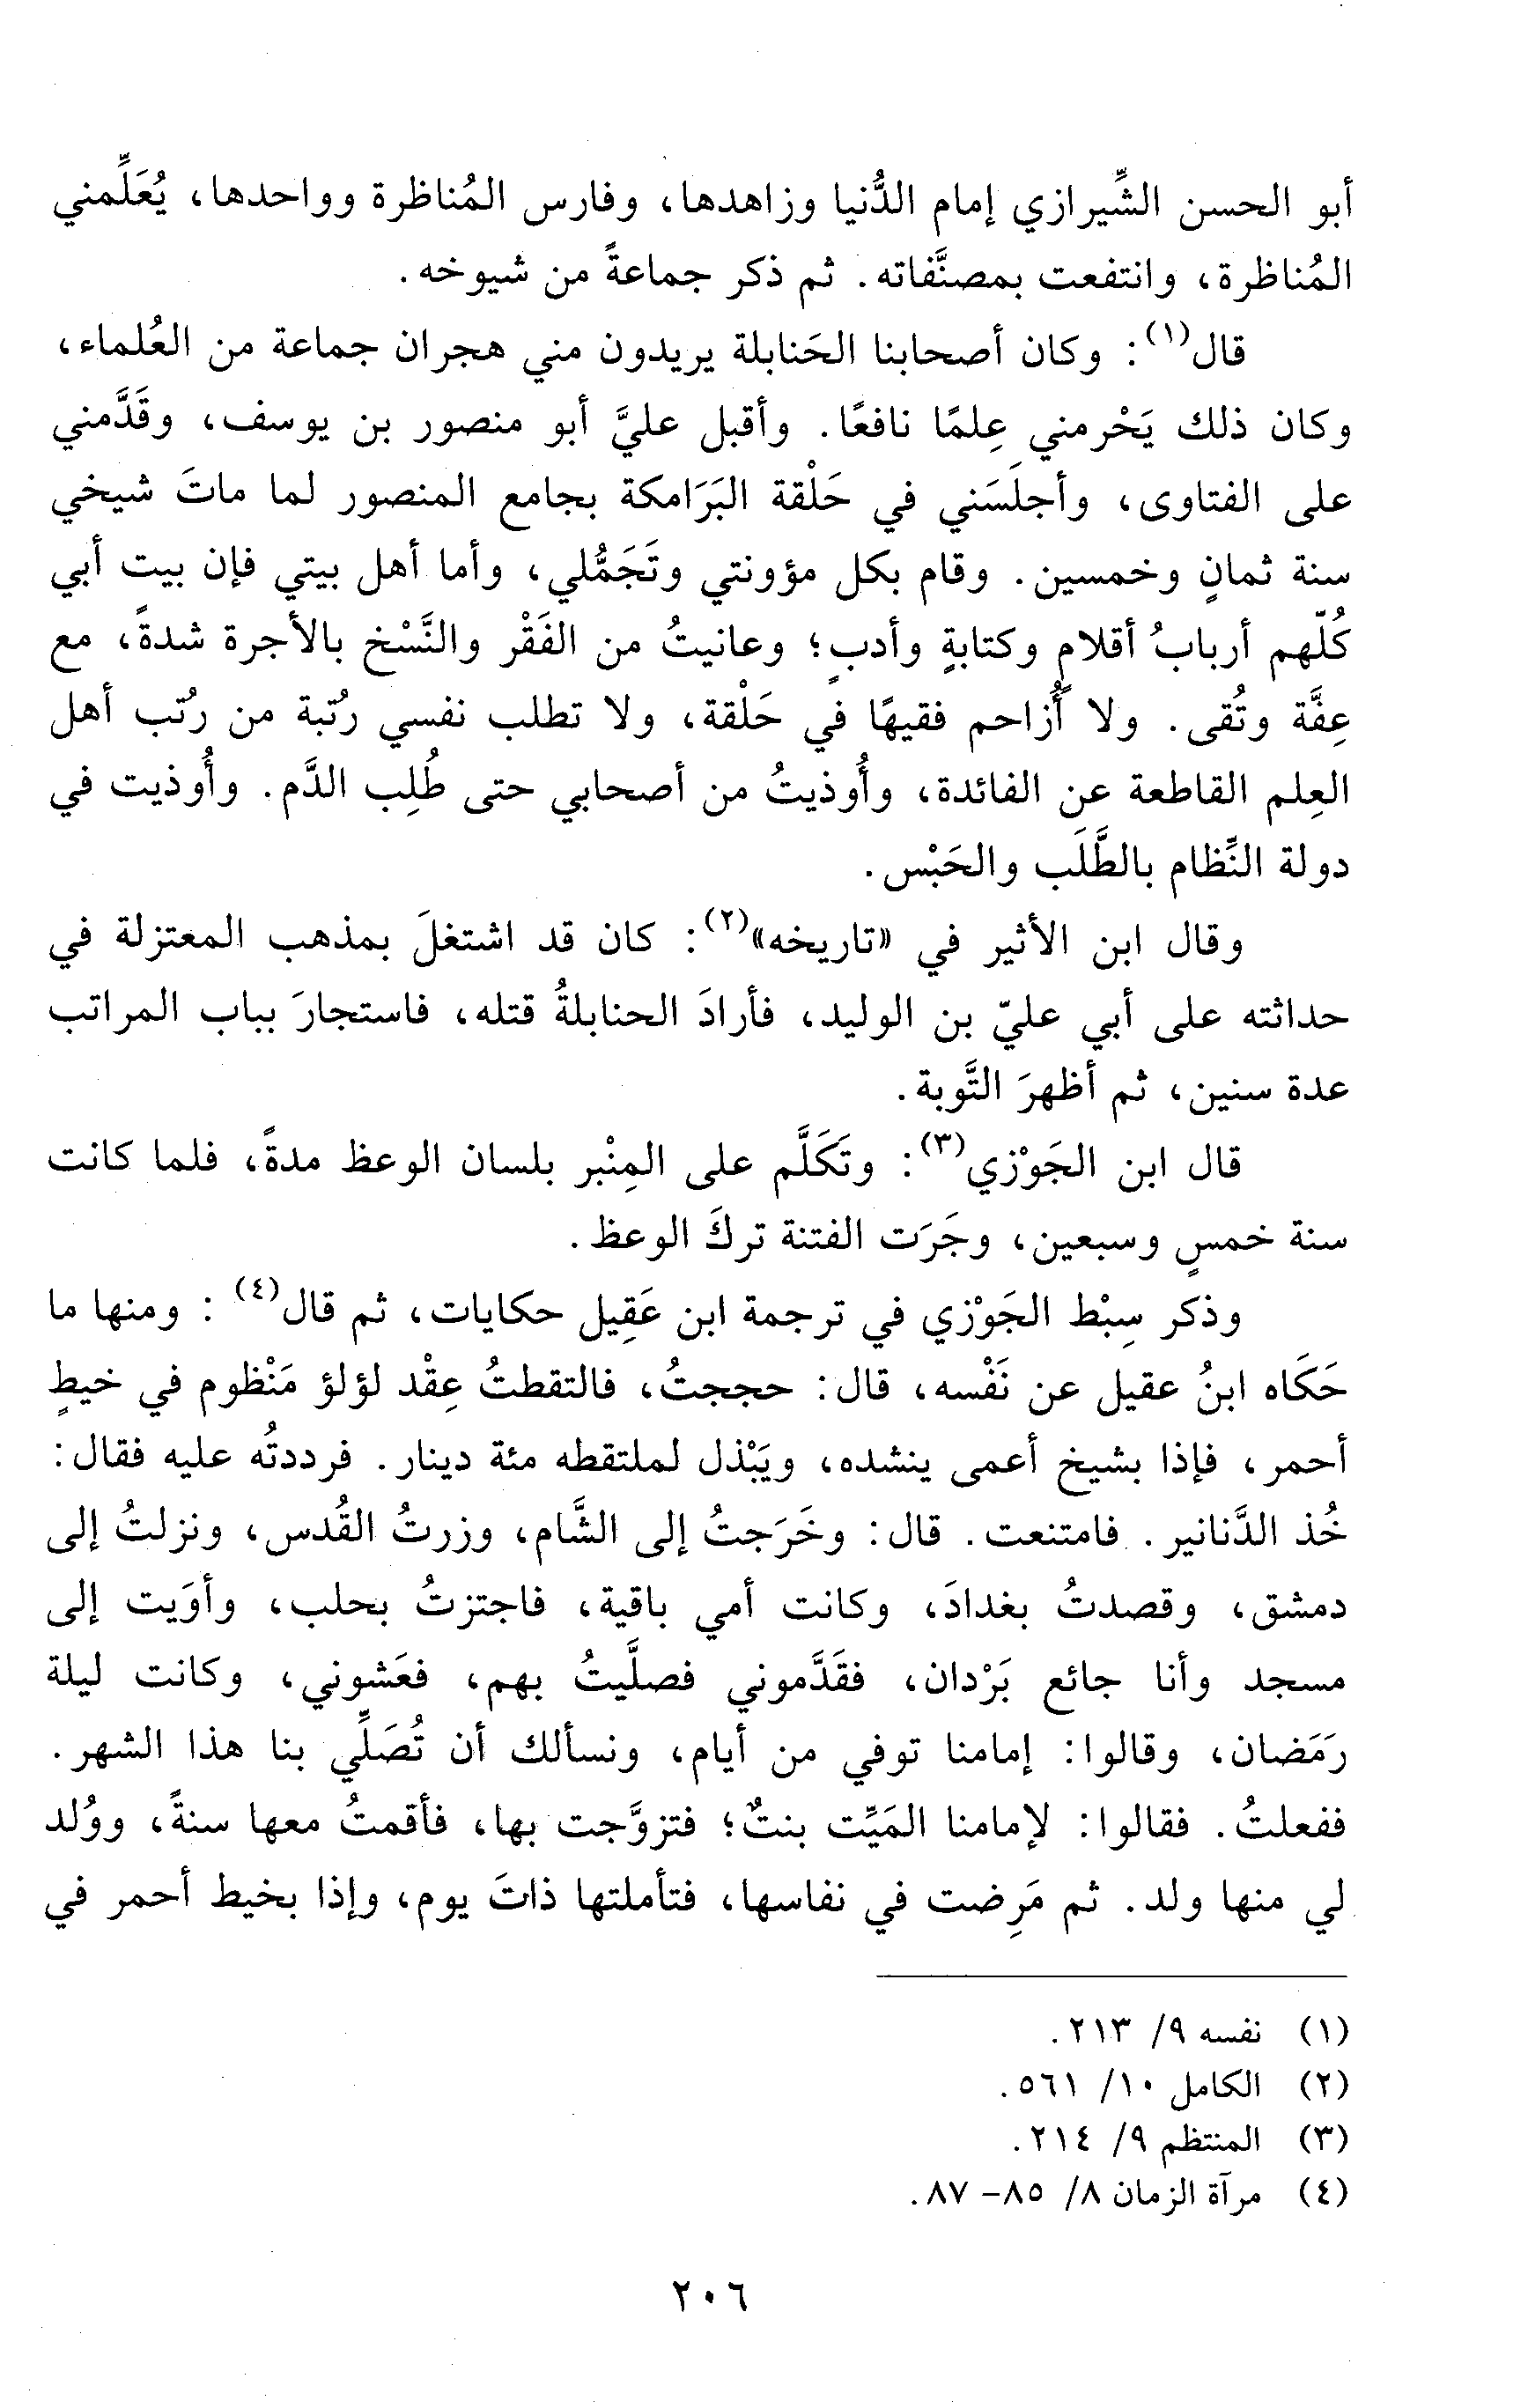 أبو الحسن الشِّيرازي إمام الدُّنيا وزاهدها، وفارس المُناظرة وواحدها، يُعَلِّمني
المُناظرة، وانتفعت بمصنَّفاته. ثم ذكر جماعةً من شيوخه.
قال(١): وكان أصحابنا الحَنابلة يريدون مني هجران جماعة من العُلماء،
وكان ذلك يَحْرمني عِلمًا نافعًا. وأقبل عليَّ أبو منصور بن يوسف، وقَدَّمني
على الفتاوى، وأجلَسَني في حَلْقة البَرَامكة بجامع المنصور لما ماتَ شيخي
سنة ثمانٍ وخمسين. وقام بكل مؤونتي وتَجَمُّلي، وأما أهل بيتي فإن بيت أبي
كُلّهم أربابُ أقلامٍ وكتابةٍ وأدبٍ؛ وعانيتُ من الفَقْر والنَّسْخ بالأجرة شدةً، مع
عِفَّة وتُقى. ولا أُزاحم فقيهًا في حَلْقة، ولا تطلب نفسي رُتبة من رُتب أهل
العِلم القاطعة عن الفائدة، وأُوذيتُ من أصحابي حتى طُلِب الدَّم. وأُوذيت في
دولة النِّظام بالطَّلَب والحَبْس.
وقال ابن الأثير في «تاريخه»(٢): كان قد اشتغلَ بمذهب المعتزلة في
حداثته على أبي عليّ بن الوليد، فأرادَ الحنابلةُ قتله، فاستجارَ بباب المراتب
عدة سنين، ثم أظهرَ التَّوبة.
قال ابن الجَوْزي(٣): وتَكَلَّم على المِنْبر بلسان الوعظ مدةً، فلما كانت
سنة خمسٍ وسبعين، وجَرَت الفتنة تركَ الوعظ.
وذكر سِبْط الجَوْزي في ترجمة ابن عَقِيل حكايات، ثم قال(٤): ومنها ما
حَكَاه ابنُ عقيل عن نَفْسه، قال: حججتُ، فالتقطتُ عِقْد لؤلؤ مَنْظوم في خيطٍ
أحمر، فإذا بشيخ أعمى ينشده، ويَبْذل لملتقطه مئة دينار. فرددتُه عليه فقال:
خُذ الدَّنانير. فامتنعت. قال: وخَرَجتُ إلى الشَّام، وزرتُ القُدس، ونزلتُ إلى
دمشق، وقصدتُ بغدادَ، وكانت أمي باقية، فاجتزتُ بحلب، وأوَيت إلى
مسجد وأنا جائع بَرْدان، فقَدَّموني فصلَّيتُ بهم، فعَشوني، وكانت ليلة
رَمَضان، وقالوا: إمامنا توفي من أيام، ونسألك أن تُصَلِّي بنا هذا الشهر.
ففعلتُ. فقالوا: لإمامنا المَيِّت بنتٌ؛ فتزوَّجت بها، فأقمتُ معها سنةً، ووُلد
لي منها ولد. ثم مَرِضت في نفاسها، فتأملتها ذاتَ يوم، وإذا بخيط أحمر في
(١) نفسه ٩/ ٢١٣.
(٢) الكامل ١٠/ ٥٦١.
(٣) المنتظم ٩/ ٢١٤.
(٤) مرآة الزمان ٨/ ٨٥- ٨٧.
٢٠٦